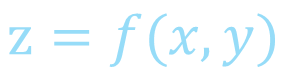 z = f(x, y)